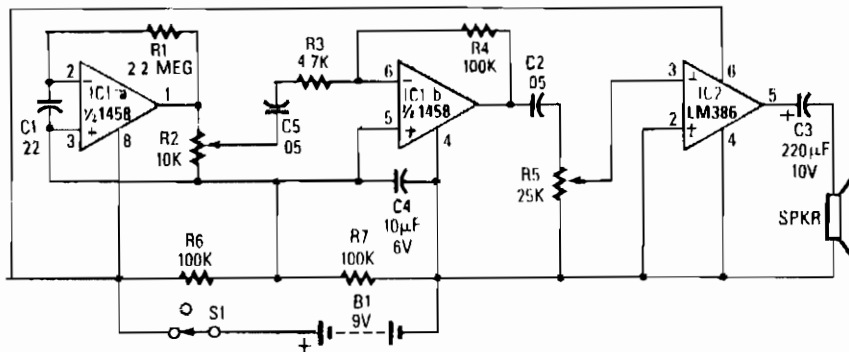 R1
2 2 MEG
2
−
IC1 a
½ 1458
1
C1
22
+
3
8
R2
10K
R3
4 7K
C5
05
R4
100K
6
−
IC1 b
½ 1458
5
+
4
C2
05
C4
10µF
6V
R5
25K
3
6
IC2
LM386
5
2
+
4
+
C3
220µF
10V
SPKR
R6
100K
R7
100K
S1
+
B1
9V